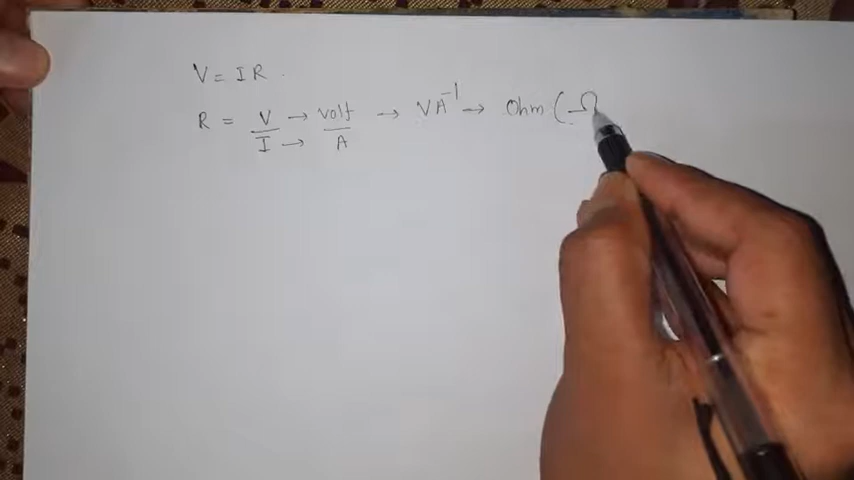 V = IR
R = V/I → volt/A → VA⁻¹ → Ohm (Ω